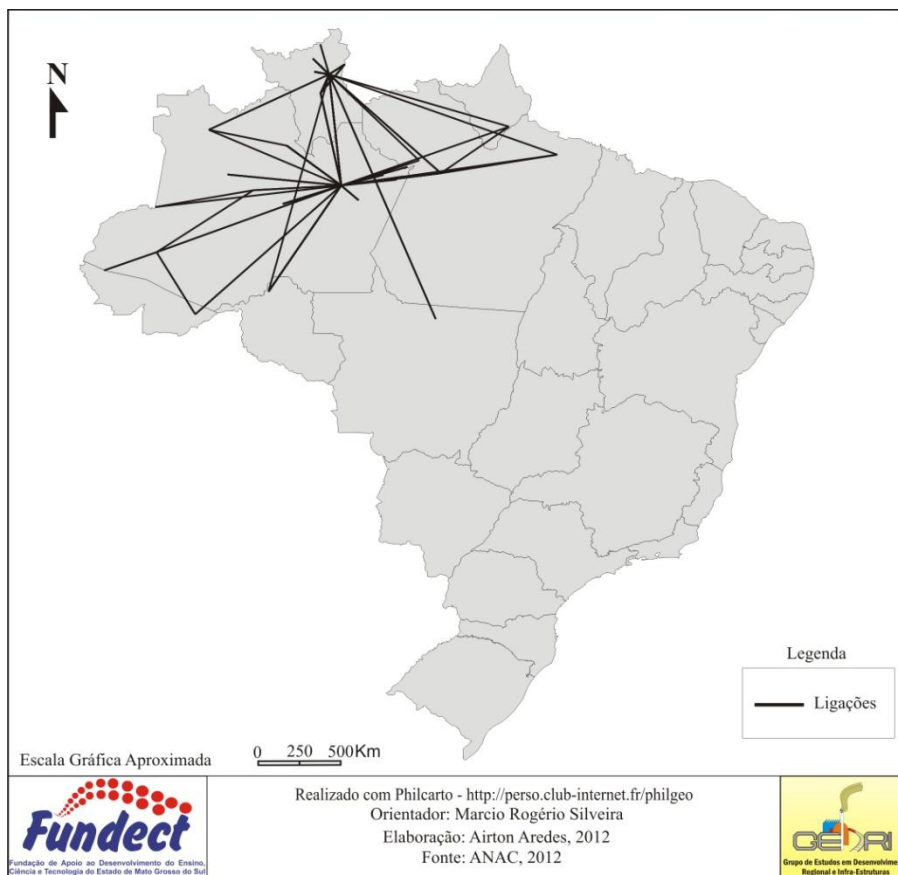 N
Legenda
Ligações
Escala Gráfica Aproximada
0 250 500Km
Fundect
Fundação de Apoio ao Desenvolvimento do Ensino,
Ciência e Tecnologia do Estado de Mato Grosso do Sul
Realizado com Philcarto - http://perso.club-internet.fr/philgeo
Orientador: Marcio Rogério Silveira
Elaboração: Airton Aredes, 2012
Fonte: ANAC, 2012
GEDRI
Grupo de Estudos em Desenvolvime
Regional e Infra-Estruturas